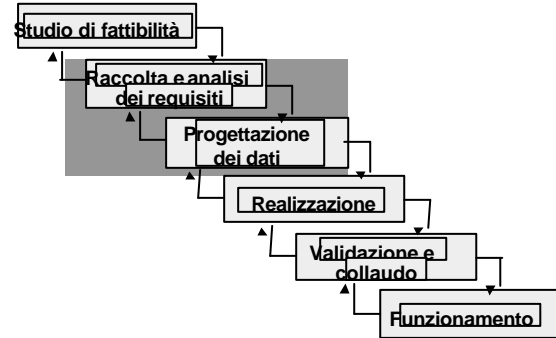 Studio di fattibilità
Raccolta e analisi
dei requisiti
Progettazione
dei dati
Realizzazione
Validazione e
collaudo
Funzionamento